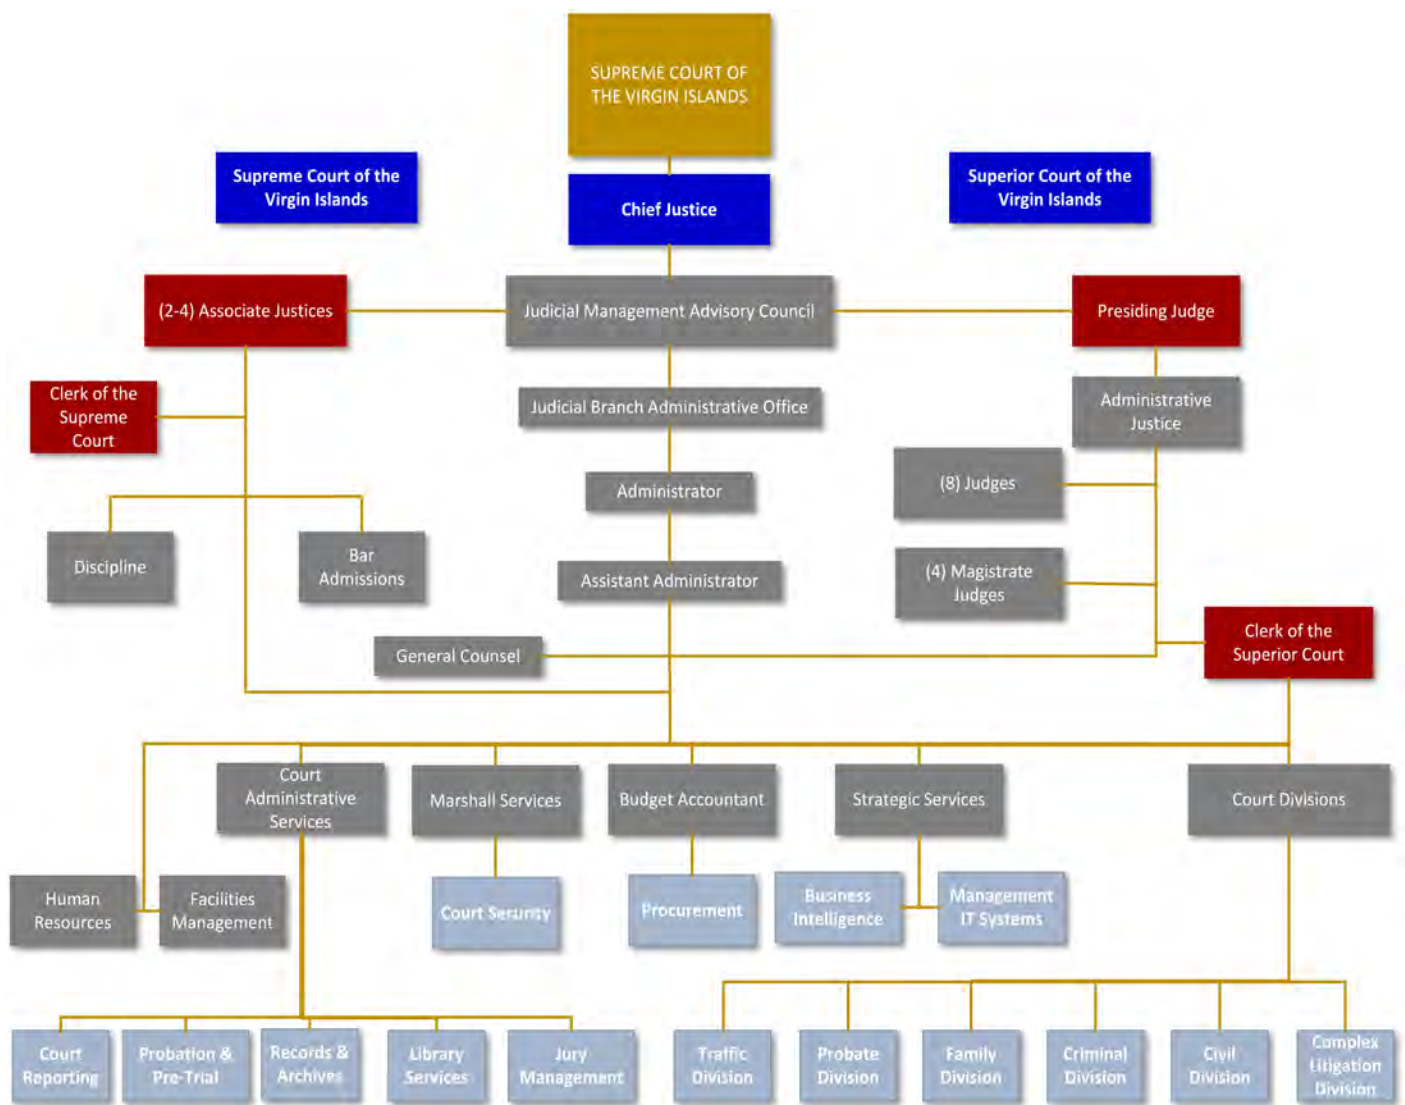 SUPREME COURT OF
THE VIRGIN ISLANDS
Supreme Court of the
Virgin Islands
Chief Justice
Superior Court of the
Virgin Islands
(2-4) Associate Justices
Judicial Management Advisory Council
Presiding Judge
Clerk of the
Supreme
Court
Judicial Branch Administrative Office
Administrative
Justice
Administrator
(8) Judges
Discipline
Bar
Admissions
Assistant Administrator
(4) Magistrate
Judges
General Counsel
Clerk of the
Superior Court
Court
Administrative
Services
Marshall Services
Budget Accountant
Strategic Services
Court Divisions
Human
Resources
Facilities
Management
Court Serurity
Procurement
Business
Intelligence
Management
IT Systems
Court
Reporting
Probation &
Pre-Trial
Records &
Archives
Library
Services
Jury
Management
Traffic
Division
Probate
Division
Family
Division
Criminal
Division
Civil
Division
Complex
Litigation
Division